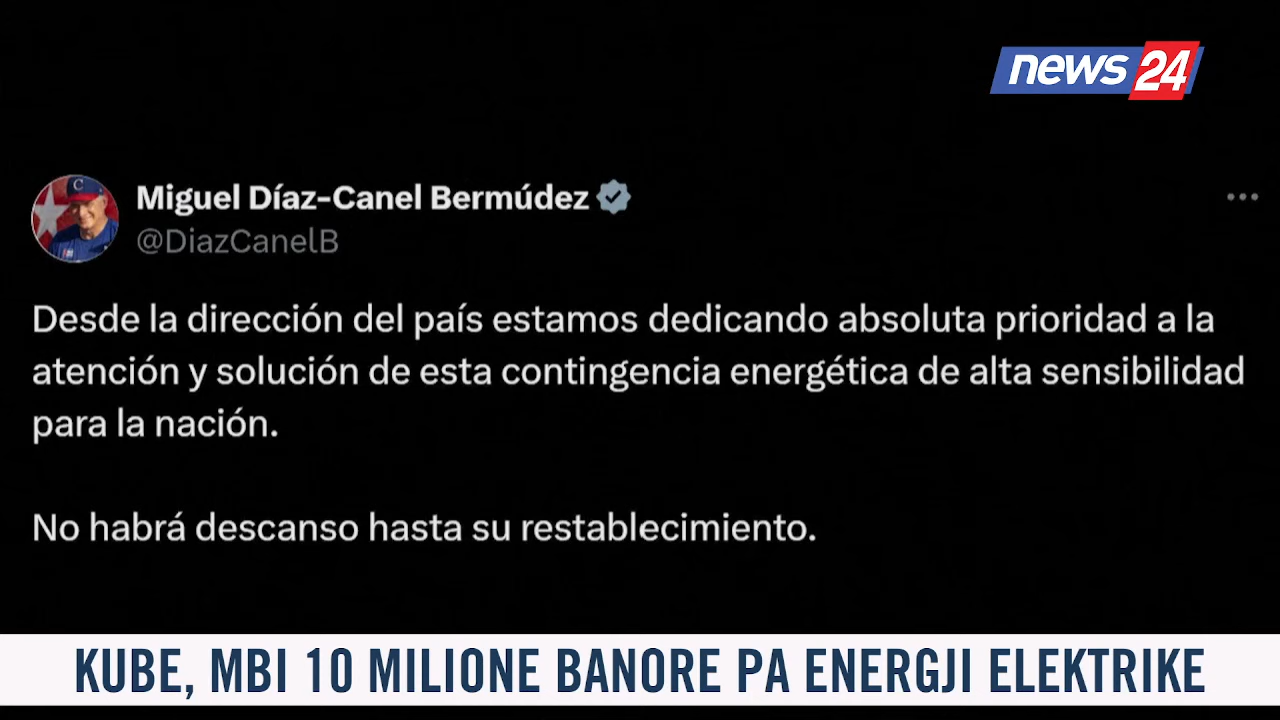 news 24
Miguel Díaz-Canel Bermúdez
@DiazCanelB
Desde la dirección del país estamos dedicando absoluta prioridad a la
atención y solución de esta contingencia energética de alta sensibilidad
para la nación.
No habrá descanso hasta su restablecimiento.
KUBE, MBI 10 MILIONE BANORE PA ENERGJI ELEKTRIKE